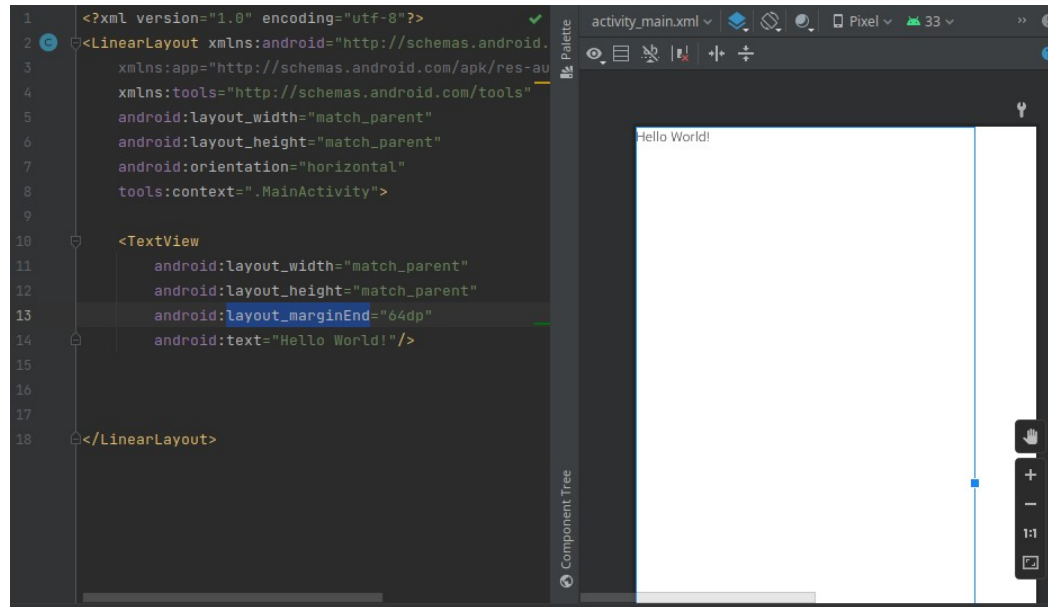 1 <?xml version="1.0" encoding="utf-8"?>
2 C <LinearLayout xmlns:android="http://schemas.android.
3 xmlns:app="http://schemas.android.com/apk/res-au
4 xmlns:tools="http://schemas.android.com/tools"
5 android:layout_width="match_parent"
6 android:layout_height="match_parent"
7 android:orientation="horizontal"
8 tools:context=".MainActivity">
9
10 <TextView
11 android:layout_width="match_parent"
12 android:layout_height="match_parent"
13 android:layout_marginEnd="64dp"
14 android:text="Hello World!"/>
15
16
17
18 </LinearLayout>
Palette
Component Tree
activity_main.xml Pixel 33 »
Hello World!
1:1